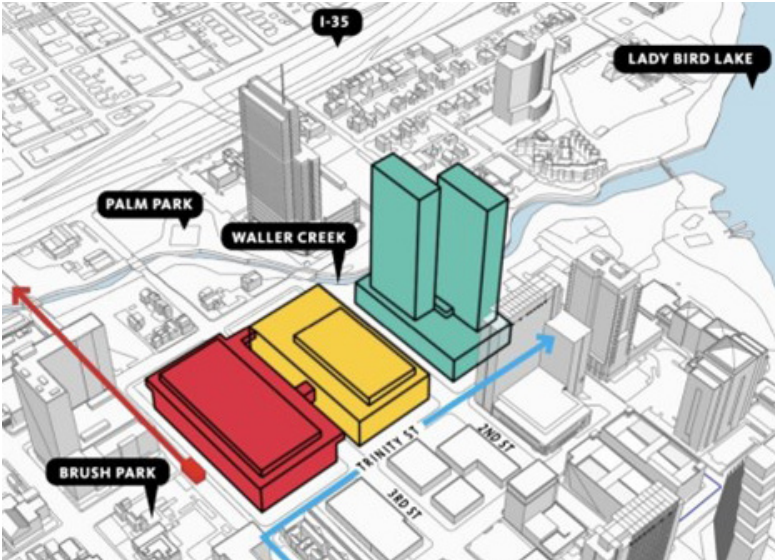 I-35
LADY BIRD LAKE
PALM PARK
WALLER CREEK
TRINITY ST
2ND ST
BRUSH PARK
3RD ST